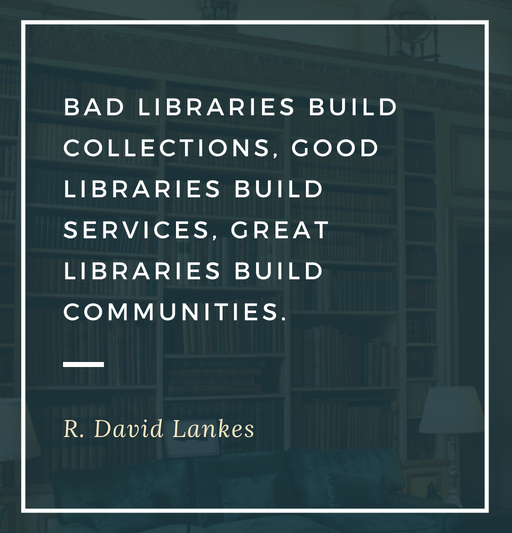 BAD LIBRARIES BUILD
COLLECTIONS, GOOD
LIBRARIES BUILD
SERVICES, GREAT
LIBRARIES BUILD
COMMUNITIES.
R. David Lankes